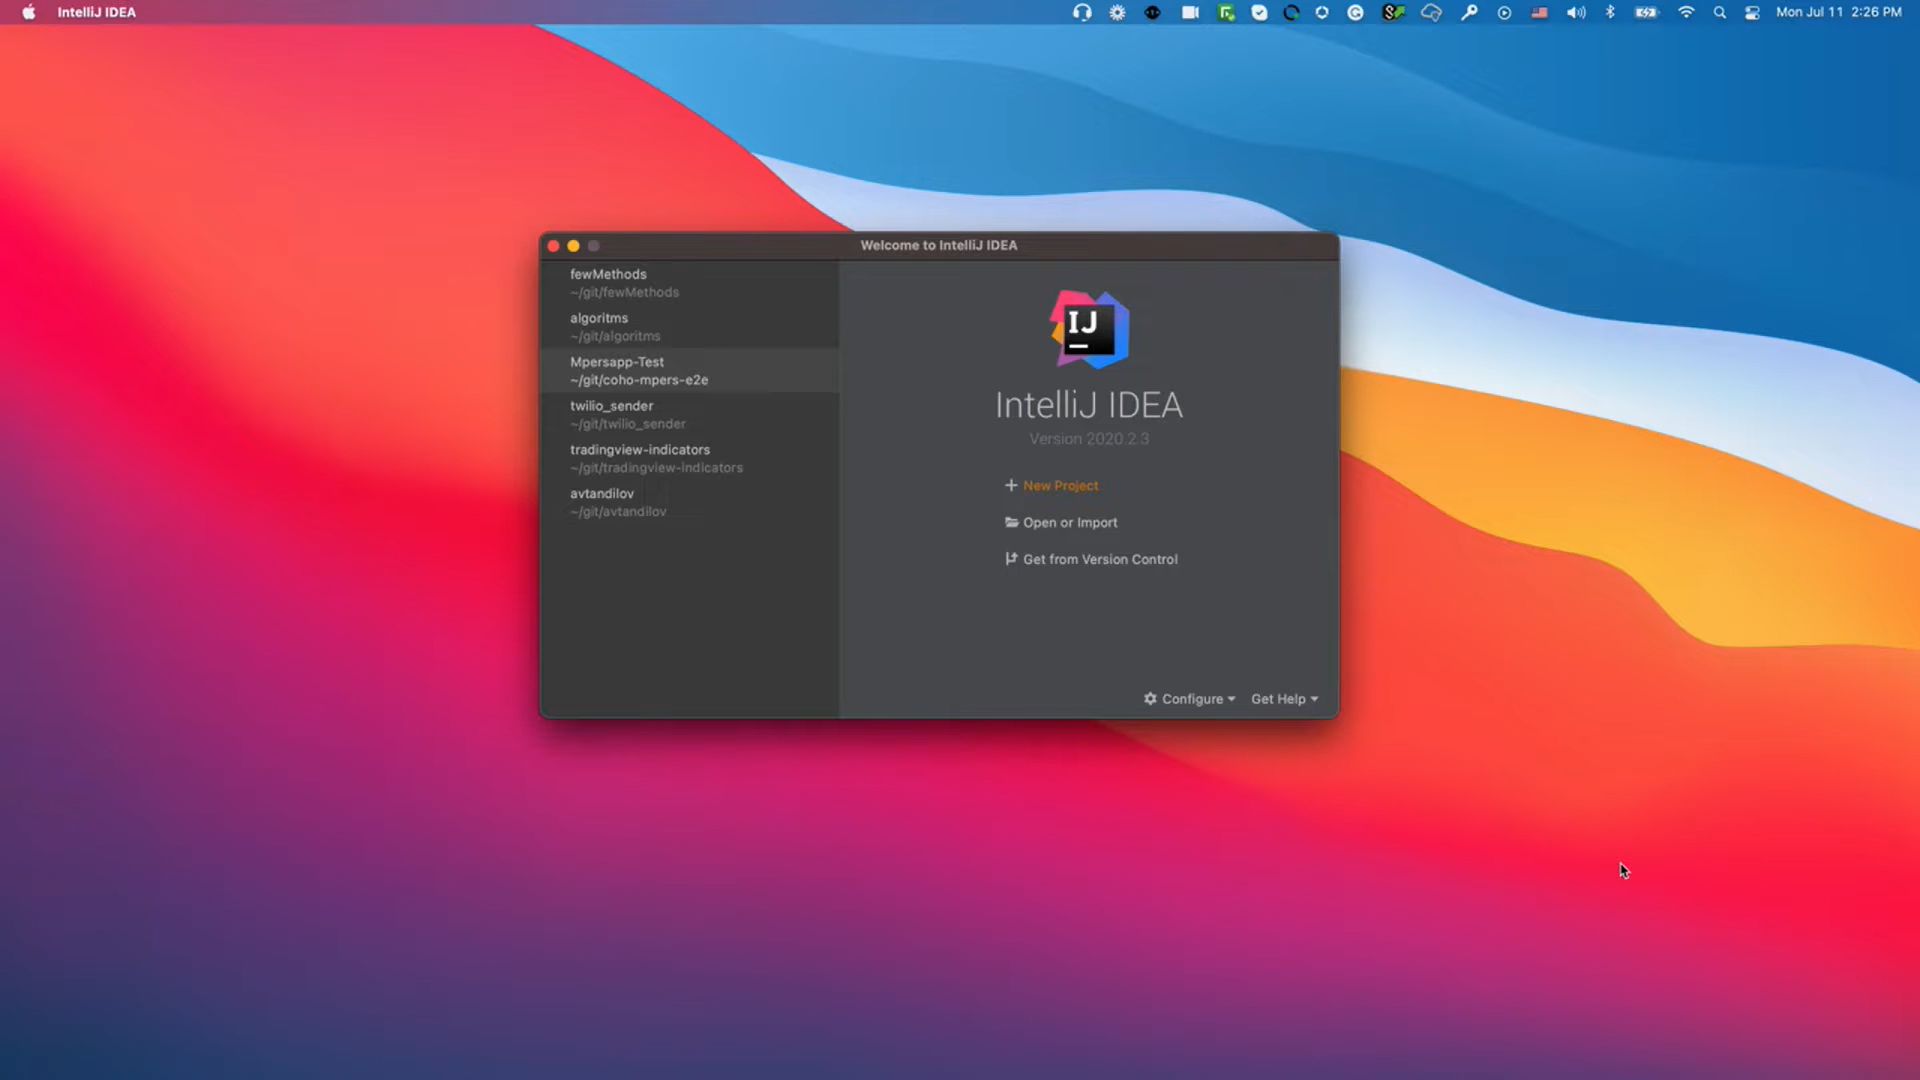 IntelliJ IDEA
Mon Jul 11 2:26 PM
Welcome to IntelliJ IDEA
fewMethods
~/git/fewMethods
algoritms
~/git/algoritms
Mpersapp-Test
~/git/coho-mpers-e2e
twilio_sender
~/git/twilio_sender
tradingview-indicators
~/git/tradingview-indicators
avtandilov
~/git/avtandilov
IJ
IntelliJ IDEA
Version 2020.2.3
New Project
Open or Import
Get from Version Control
Configure
Get Help